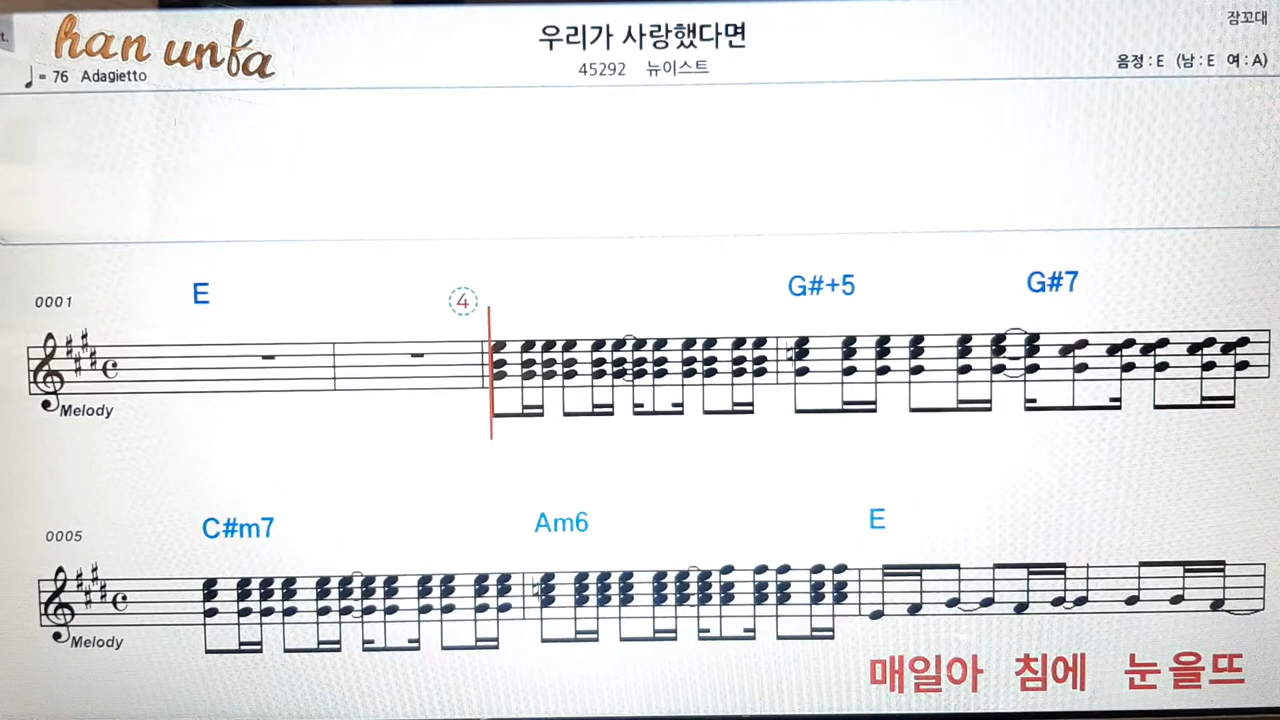 t.
han unfa
우리가 사랑했다면
잠꼬대
= 76 Adagietto
45292 뉴이스트
음정 : E (남 : E 여 : A)
E
4
G#+5
G#7
0001
Melody
C#m7
Am6
E
0005
Melody
매일아 침에 눈을뜨